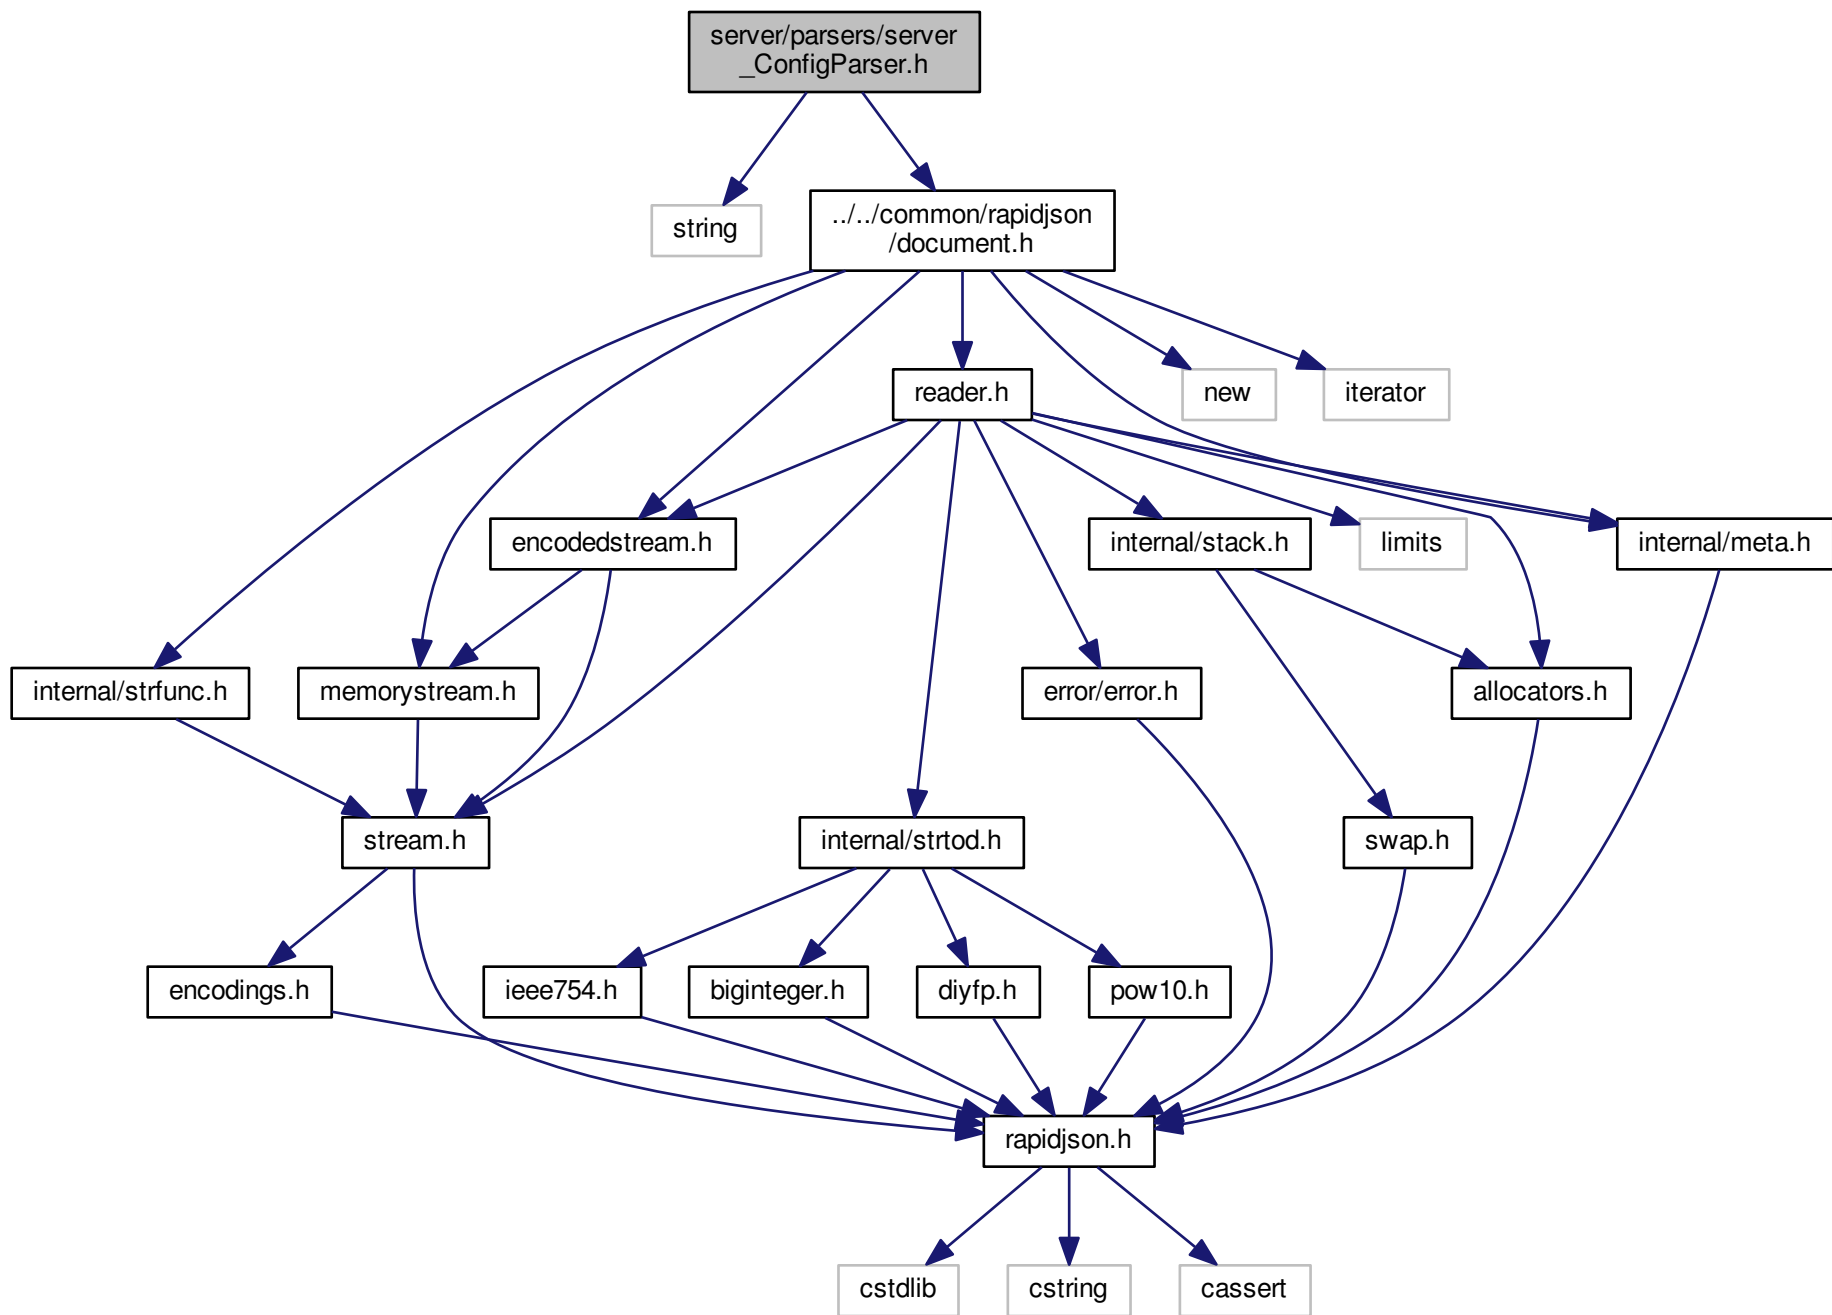 server/parsers/server
_ConfigParser.h
string
../../common/rapidjson
/document.h
reader.h
new
iterator
encodedstream.h
internal/stack.h
limits
internal/meta.h
internal/strfunc.h
memorystream.h
error/error.h
allocators.h
stream.h
internal/strtod.h
swap.h
encodings.h
ieee754.h
biginteger.h
diyfp.h
pow10.h
rapidjson.h
cstdlib
cstring
cassert